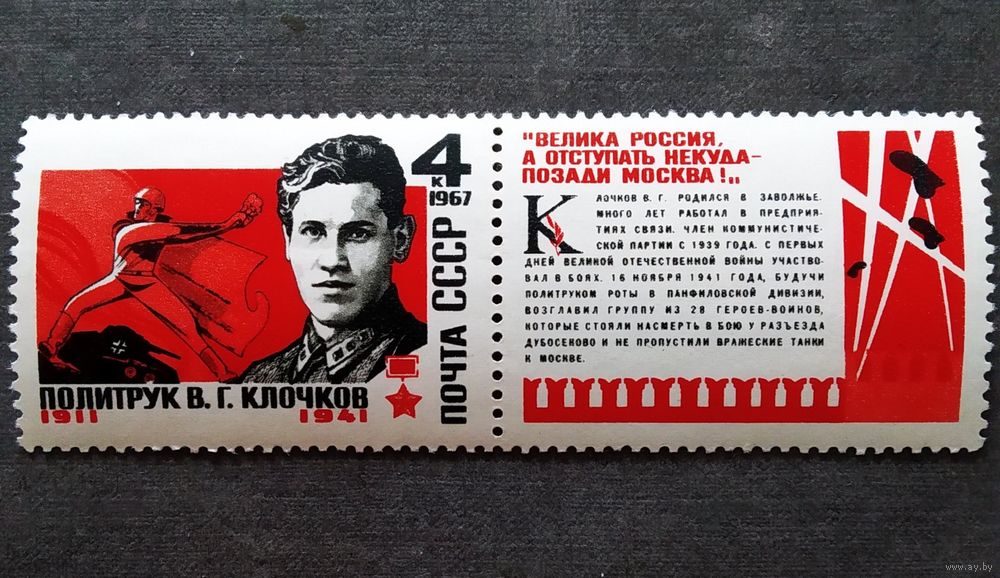 4
К
1967
ПОЧТА СССР
ПОЛИТРУК В. Г. КЛОЧКОВ
1911 1941
"ВЕЛИКА РОССИЯ,
А ОТСТУПАТЬ НЕКУДА-
ПОЗАДИ МОСКВА!"
КЛОЧКОВ В. Г. РОДИЛСЯ В ЗАВОЛЖЬЕ.
МНОГО ЛЕТ РАБОТАЛ В ПРЕДПРИЯ-
ТИЯХ СВЯЗИ. ЧЛЕН КОММУНИСТИЧЕ-
СКОЙ ПАРТИИ С 1939 ГОДА. С ПЕРВЫХ
ДНЕЙ ВЕЛИКОЙ ОТЕЧЕСТВЕННОЙ ВОЙНЫ УЧАСТВО-
ВАЛ В БОЯХ. 16 НОЯБРЯ 1941 ГОДА, БУДУЧИ
ПОЛИТРУКОМ РОТЫ В ПАНФИЛОВСКОЙ ДИВИЗИИ,
ВОЗГЛАВИЛ ГРУППУ ИЗ 28 ГЕРОЕВ-ВОИНОВ,
КОТОРЫЕ СТОЯЛИ НАСМЕРТЬ В БОЮ У РАЗЪЕЗДА
ДУБОСЕКОВО И НЕ ПРОПУСТИЛИ ВРАЖЕСКИЕ ТАНКИ
К МОСКВЕ.
© www.ay.by